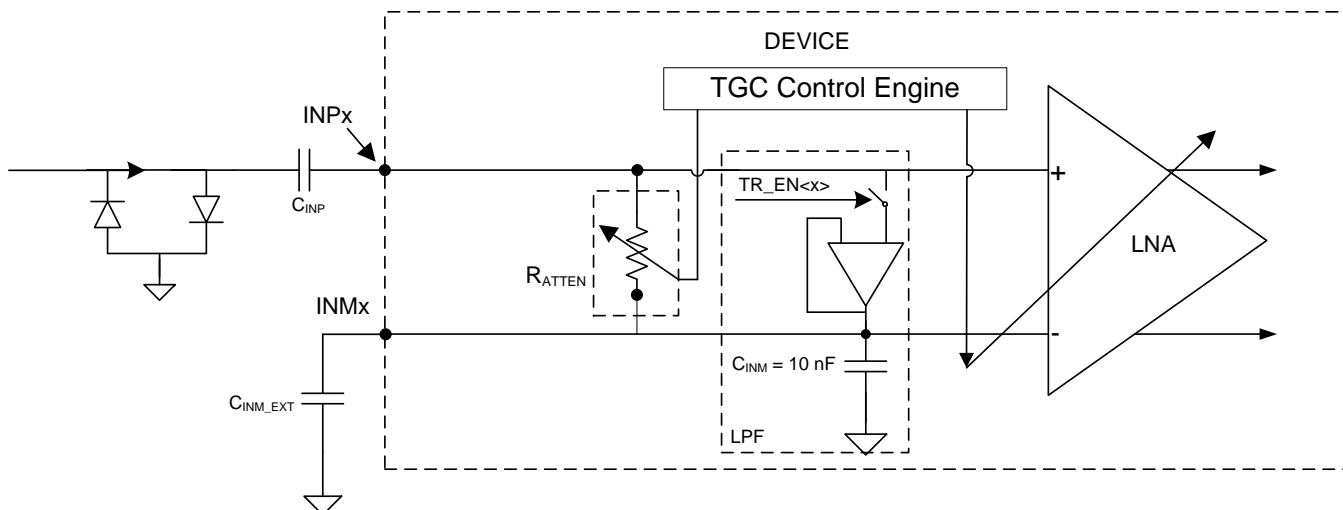 DEVICE
TGC Control Engine
INPx
TR_EN<x>
+
C_INP
LNA
R_ATTEN
INMx
-
C_INM = 10 nF
C_INM_EXT
LPF